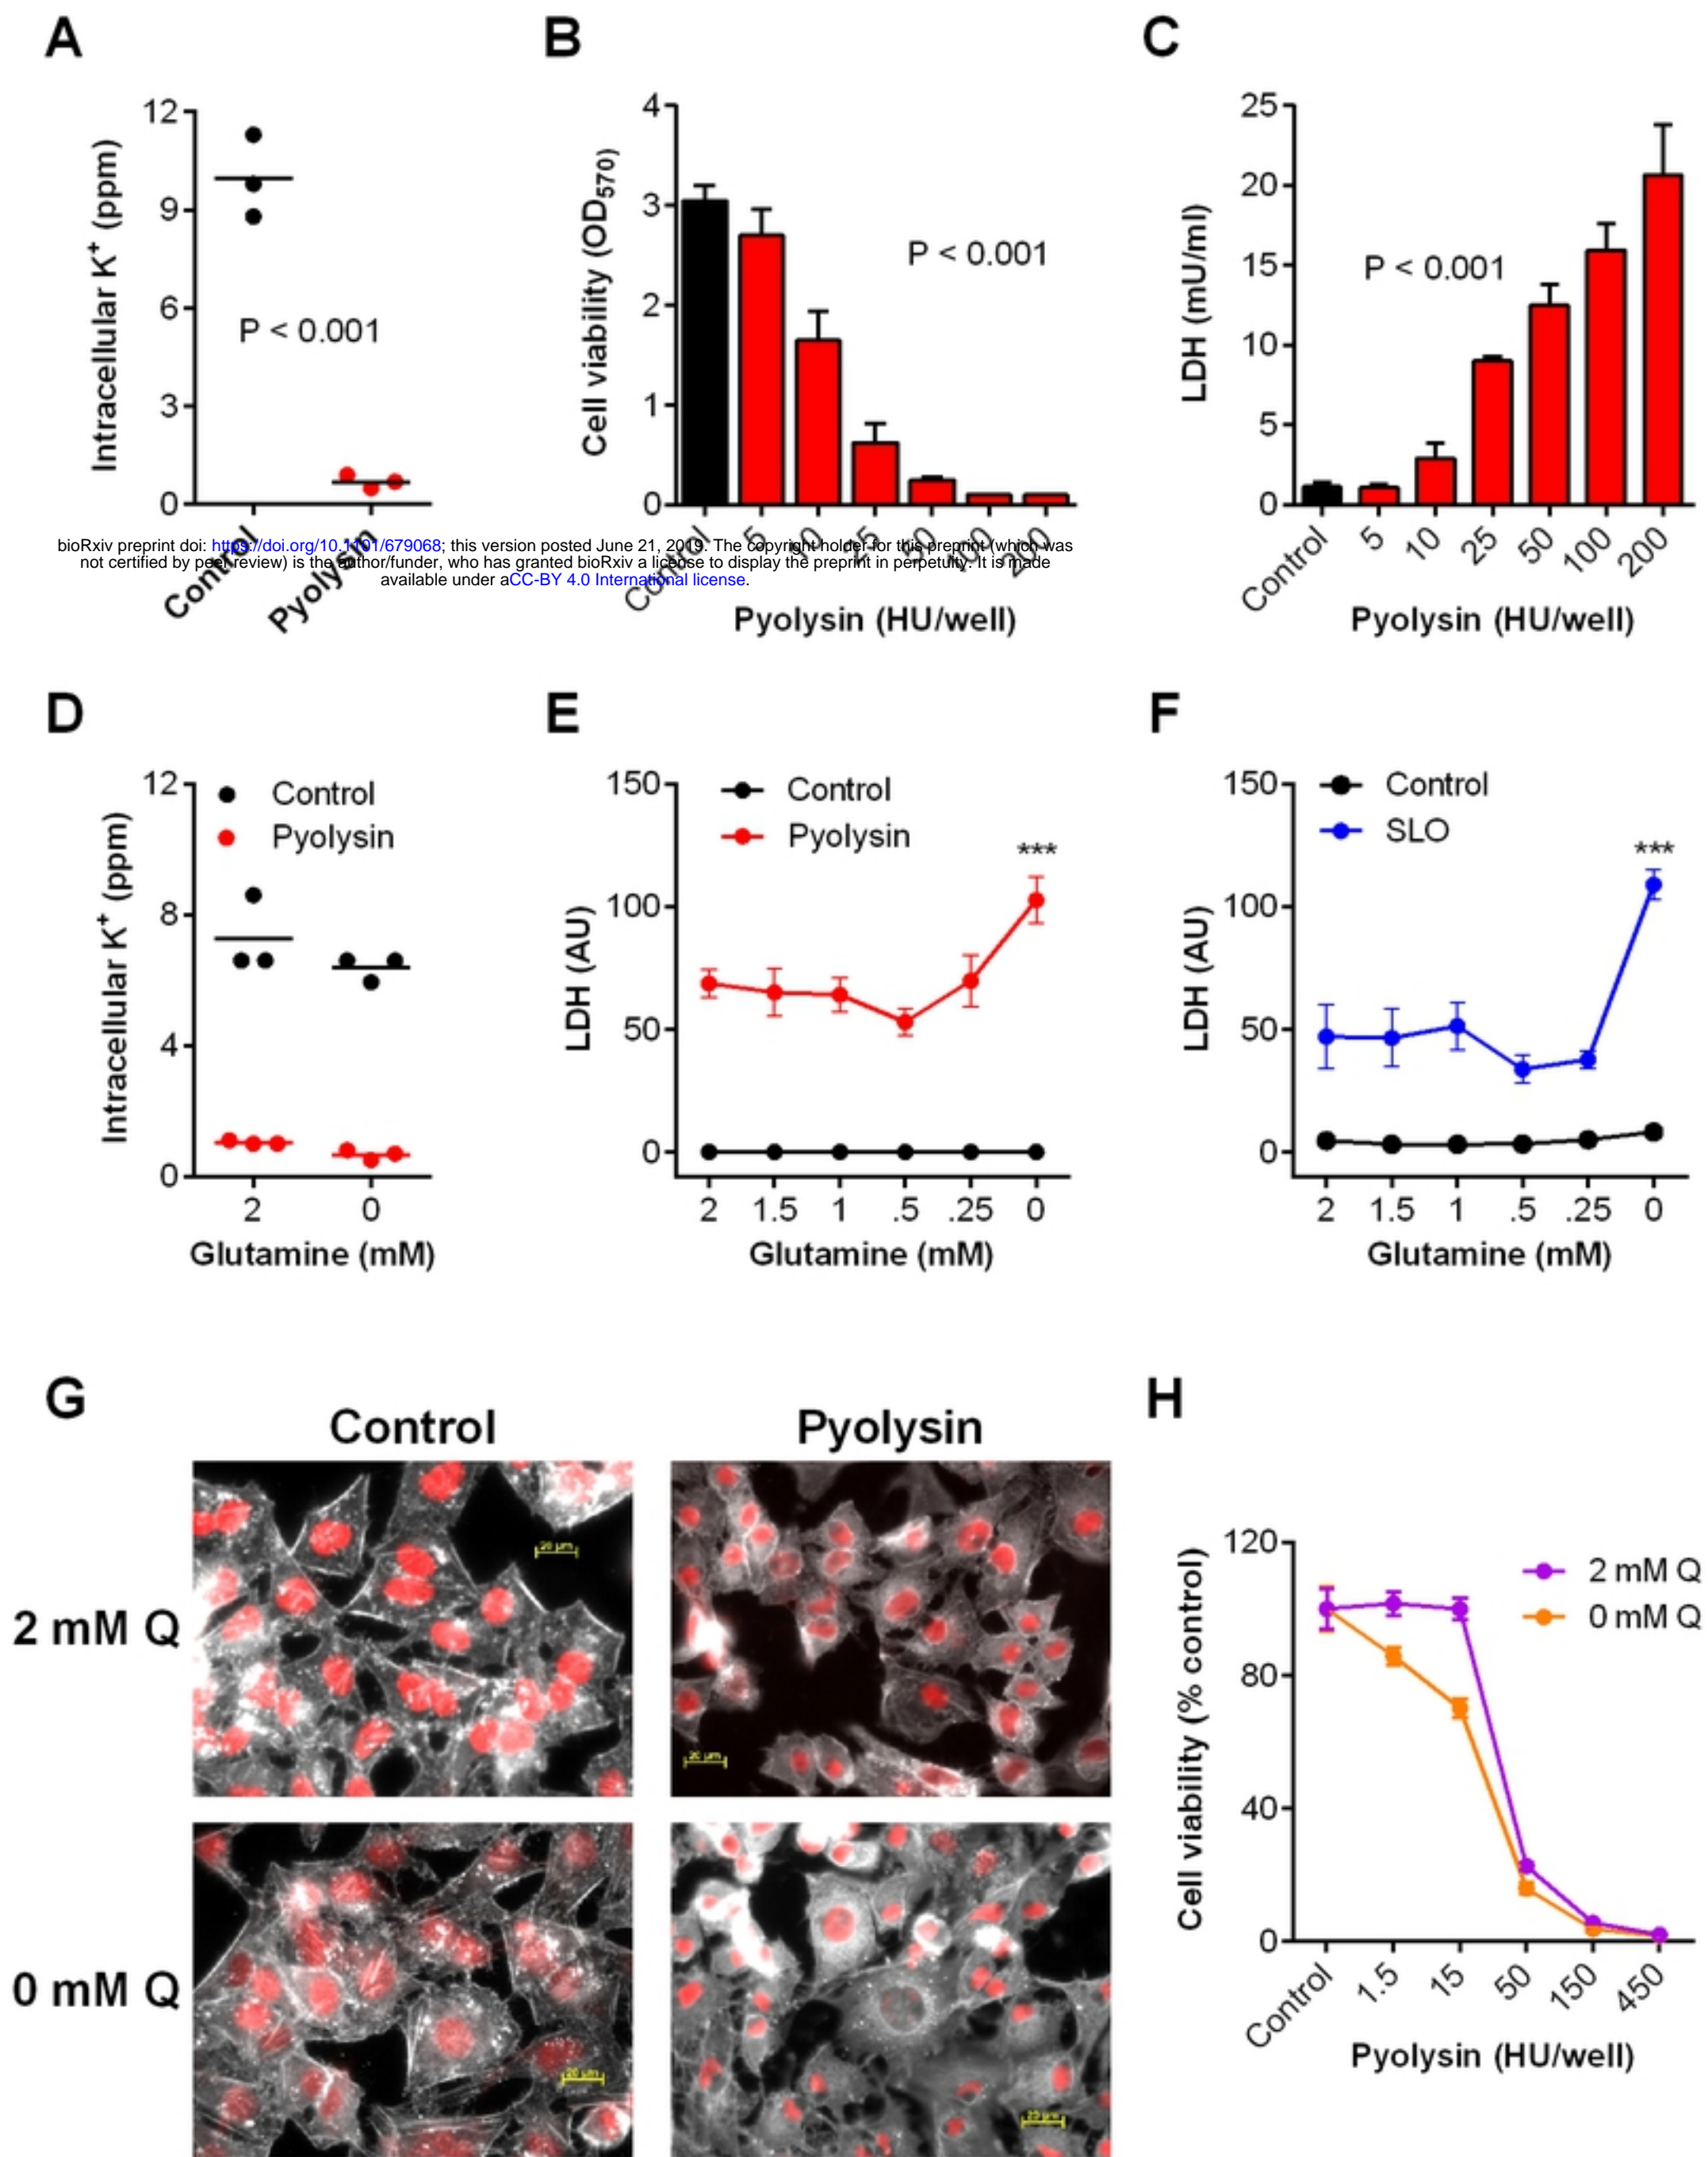 A
Intracellular K⁺ (ppm)
12
9
6
3
0
P < 0.001
Control
Pyolysin
B
Cell viability (OD₅₇₀)
4
3
2
1
0
P < 0.001
Control
5
10
25
50
100
200
Pyolysin (HU/well)
C
LDH (mU/ml)
25
20
15
10
5
0
P < 0.001
Control
5
10
25
50
100
200
Pyolysin (HU/well)
bioRxiv preprint doi: https://doi.org/10.1101/679068; this version posted June 21, 2019. The copyright holder for this preprint (which was
not certified by peer review) is the author/funder, who has granted bioRxiv a license to display the preprint in perpetuity. It is made
available under aCC-BY 4.0 International license.
D
Intracellular K⁺ (ppm)
12
8
4
0
Control
Pyolysin
2 0
Glutamine (mM)
E
LDH (AU)
150
100
50
0
Control
Pyolysin
***
2 1.5 1 .5 .25 0
Glutamine (mM)
F
LDH (AU)
150
100
50
0
Control
SLO
***
2 1.5 1 .5 .25 0
Glutamine (mM)
G
Control Pyolysin
2 mM Q
20 µm
20 µm
0 mM Q
20 µm
20 µm
H
Cell viability (% control)
120
80
40
0
2 mM Q
0 mM Q
Control
1.5
15
50
150
450
Pyolysin (HU/well)